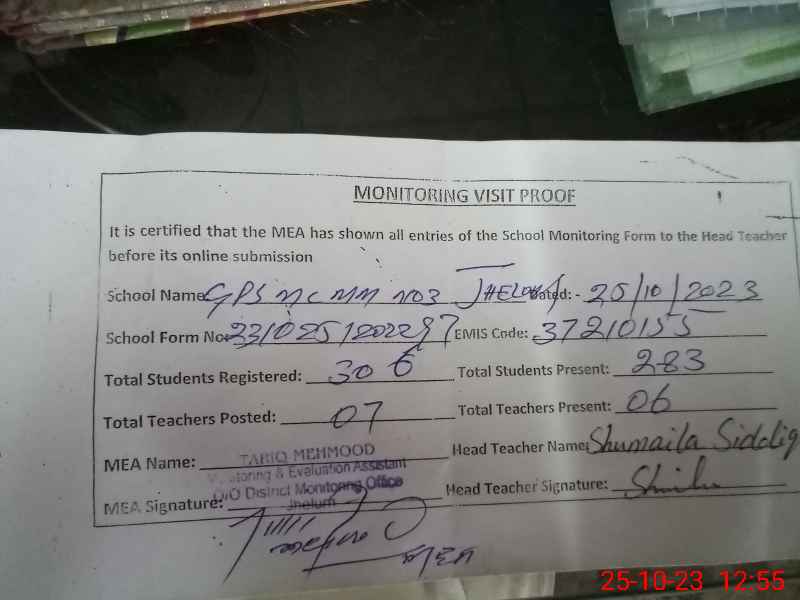 MONITORING VISIT PROOF
It is certified that the MEA has shown all entries of the School Monitoring Form to the Head Teacher
before its online submission
School Name GPS MC MM NO3 JHELUM Dated: - 25/10/2023
School Form No: EMIS Code: 37210155
Total Students Registered: 306 Total Students Present: 283
Total Teachers Posted: 07 Total Teachers Present: 06
MEA Name: TARIQ MEHMOOD Head Teacher Name: Shumaila Siddiq
Monitoring & Evaluation Assistant
O/O District Monitoring Office
MEA Signature: Jhelum Head Teacher Signature:
MEA
25-10-23 12:55